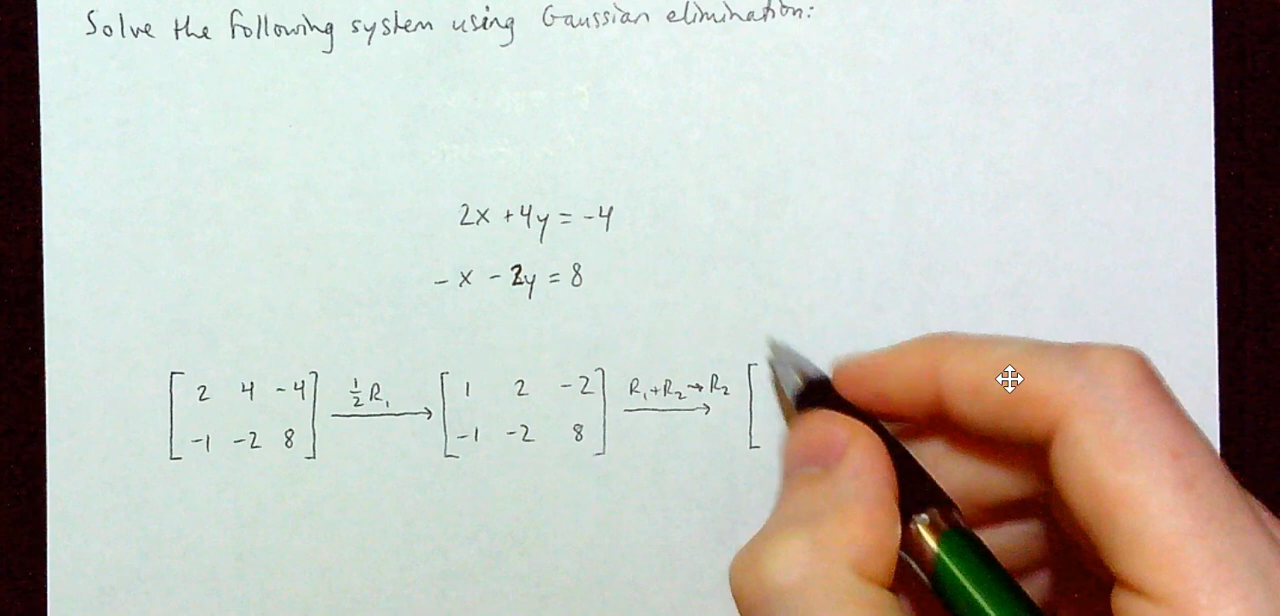 Solve the following system using Gaussian elimination:
2x + 4y = -4
-x - 2y = 8
[2 4 -4] ½R₁ [1 2 -2] R₁+R₂→R₂ [
[-1 -2 8] [-1 -2 8]